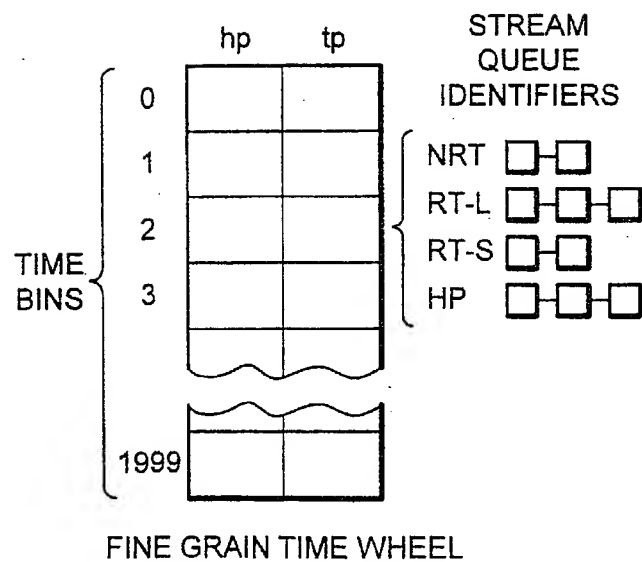 hp tp
STREAM
QUEUE
IDENTIFIERS
0
1
2
3
1999
TIME
BINS
NRT
RT-L
RT-S
HP
FINE GRAIN TIME WHEEL